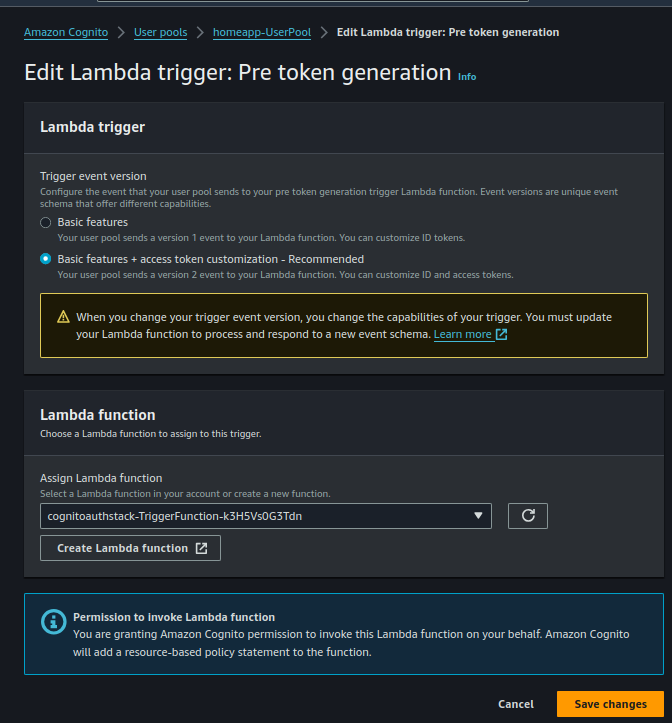 Amazon Cognito > User pools > homeapp-UserPool > Edit Lambda trigger: Pre token generation
Edit Lambda trigger: Pre token generation Info
Lambda trigger
Trigger event version
Configure the event that your user pool sends to your pre token generation trigger Lambda function. Event versions are unique event
schema that offer different capabilities.
Basic features
Your user pool sends a version 1 event to your Lambda function. You can customize ID tokens.
Basic features + access token customization - Recommended
Your user pool sends a version 2 event to your Lambda function. You can customize ID and access tokens.
When you change your trigger event version, you change the capabilities of your trigger. You must update
your Lambda function to process and respond to a new event schema. Learn more
Lambda function
Choose a Lambda function to assign to this trigger.
Assign Lambda function
Select a Lambda function in your account or create a new function.
cognitoauthstack-TriggerFunction-k3H5Vs0G3Tdn
Create Lambda function
Permission to invoke Lambda function
You are granting Amazon Cognito permission to invoke this Lambda function on your behalf. Amazon Cognito
will add a resource-based policy statement to the function.
Cancel Save changes